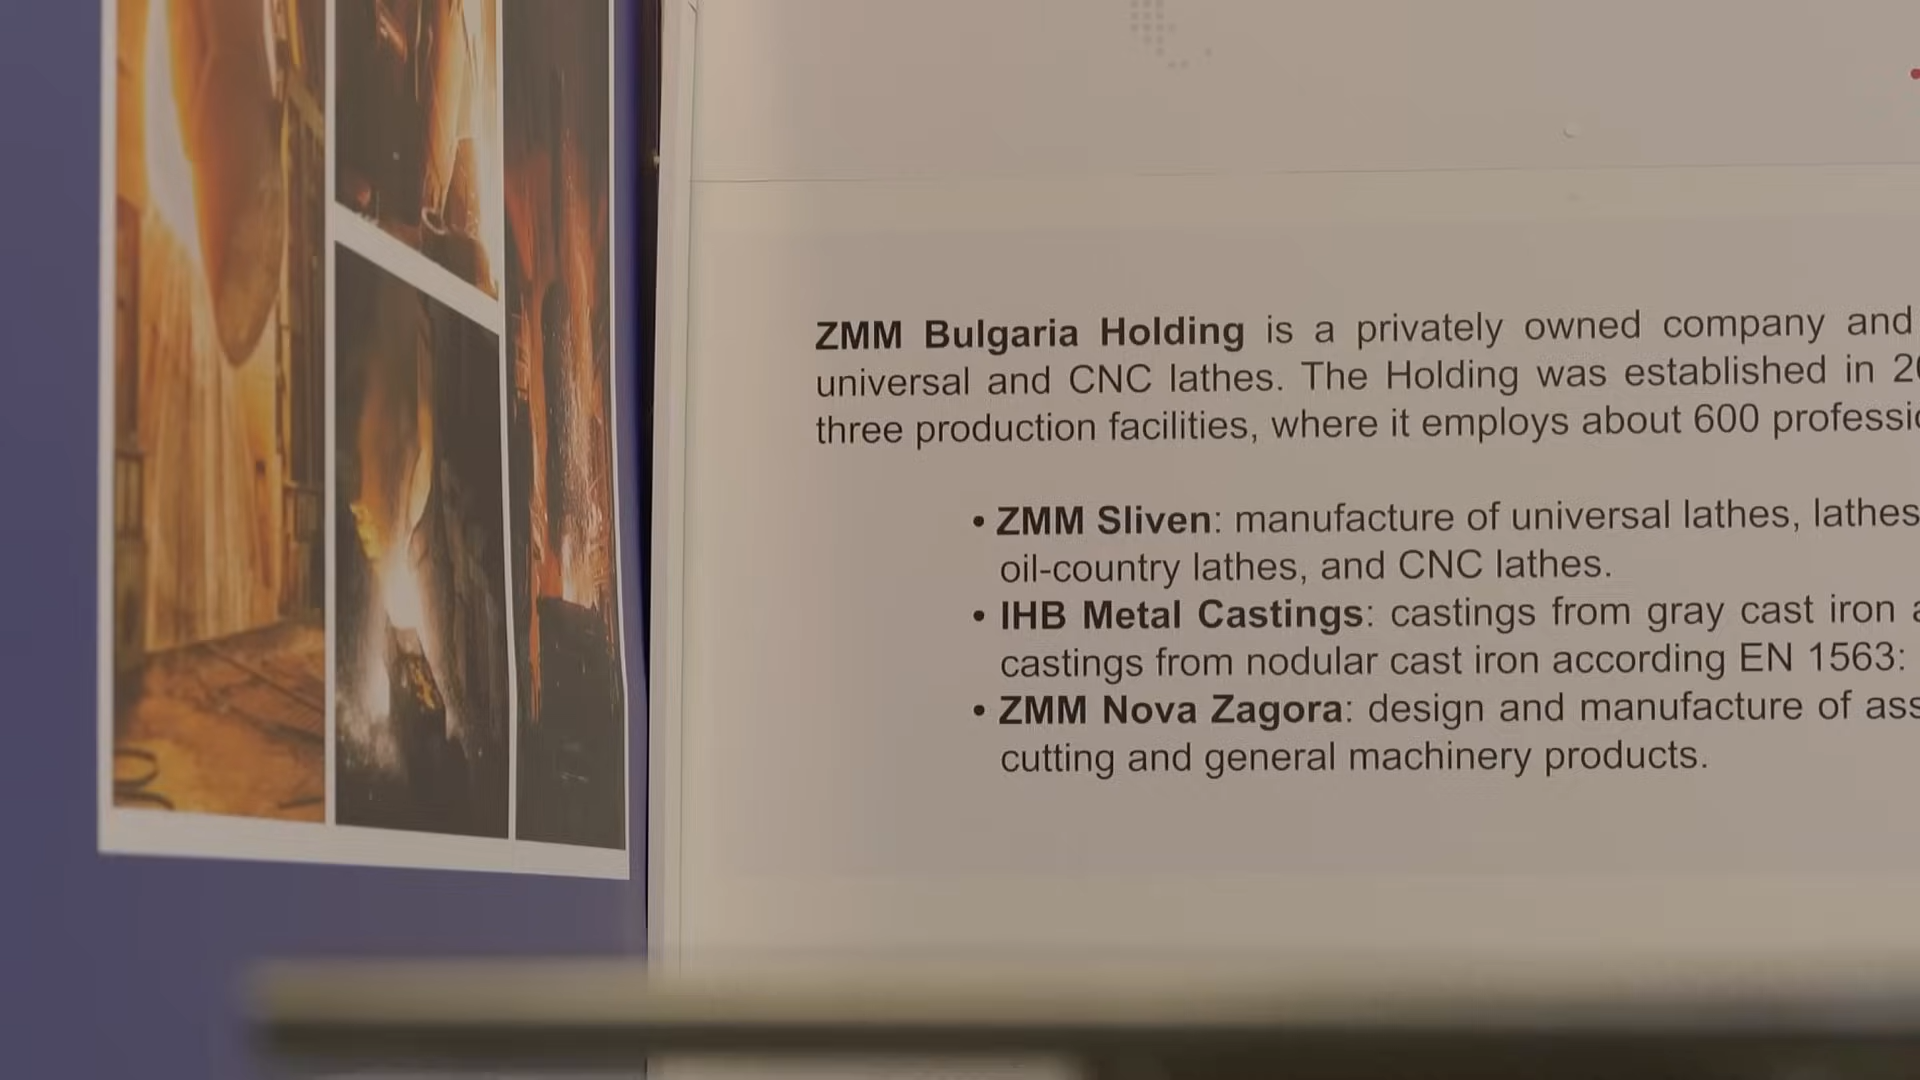 ZMM Bulgaria Holding is a privately owned company and
universal and CNC lathes. The Holding was established in
three production facilities, where it employs about 600
• ZMM Sliven: manufacture of universal lathes, lathes
oil-country lathes, and CNC lathes.
• IHB Metal Castings: castings from gray cast iron
castings from nodular cast iron according EN 1563:
• ZMM Nova Zagora: design and manufacture of
cutting and general machinery products.